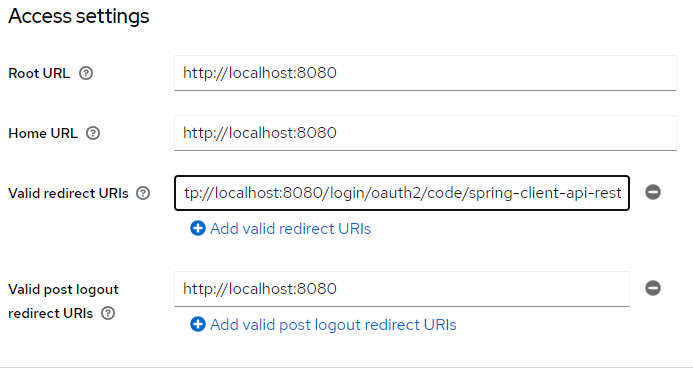 Access settings
Root URL
http://localhost:8080
Home URL
http://localhost:8080
Valid redirect URIs
tp://localhost:8080/login/oauth2/code/spring-client-api-rest
Add valid redirect URIs
Valid post logout
redirect URIs
http://localhost:8080
Add valid post logout redirect URIs